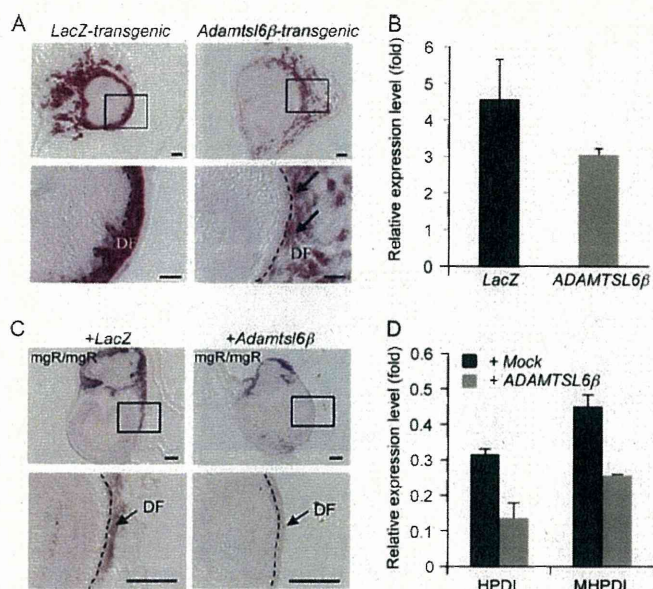 A
LacZ-transgenic
Adamtsl6β-transgenic
DF
DF
B
Relative expression level (fold)
6
5
4
3
2
1
0
LacZ
ADAMTSL6β
C
+LacZ
+Adamtsl6β
mgR/mgR
mgR/mgR
DF
DF
D
Relative expression level (fold)
0.6
0.5
0.4
0.3
0.2
0.1
0
+ Mock
+ ADAMTSL6β
HPDL
MHPDL